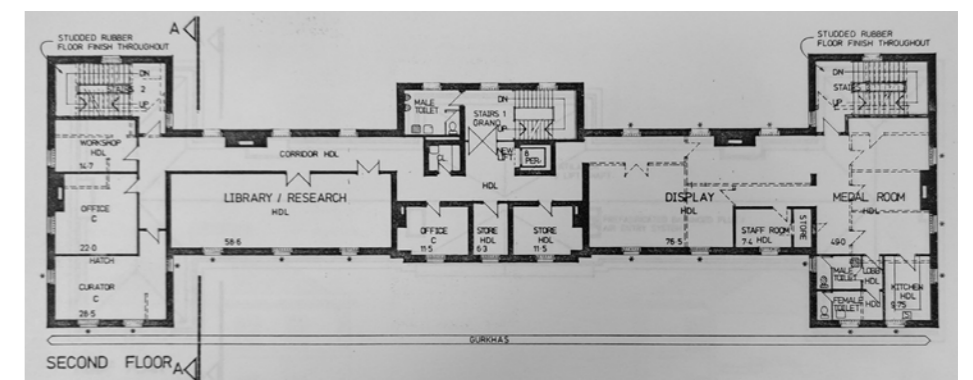 STUDDED RUBBER
FLOOR FINISH THROUGHOUT
A
STUDDED RUBBER
FLOOR FINISH THROUGHOUT
DN
STAIRS 2
UP
MALE
TOILET
DN
STAIRS 1
GRANO
UP
DN
STAIRS
UP
WORKSHOP
HDL
14·7
CORRIDOR HDL
CL
LIFT
8
PER-
HDL
OFFICE
C
22·0
LIBRARY / RESEARCH
HDL
58·6
OFFICE
C
11·5
STORE
HDL
6·3
STORE
HDL
11·5
DISPLAY
HDL
76·5
STAFF ROOM
7·4 HDL
STORE
MEDAL ROOM
HDL
49·0
HATCH
CURATOR
C
28·5
MALE
TOILET
LOBBY
HDL
FEMALE
TOILET
HDL
KITCHEN
HDL
9·75
GURKHAS
SECOND FLOOR
A